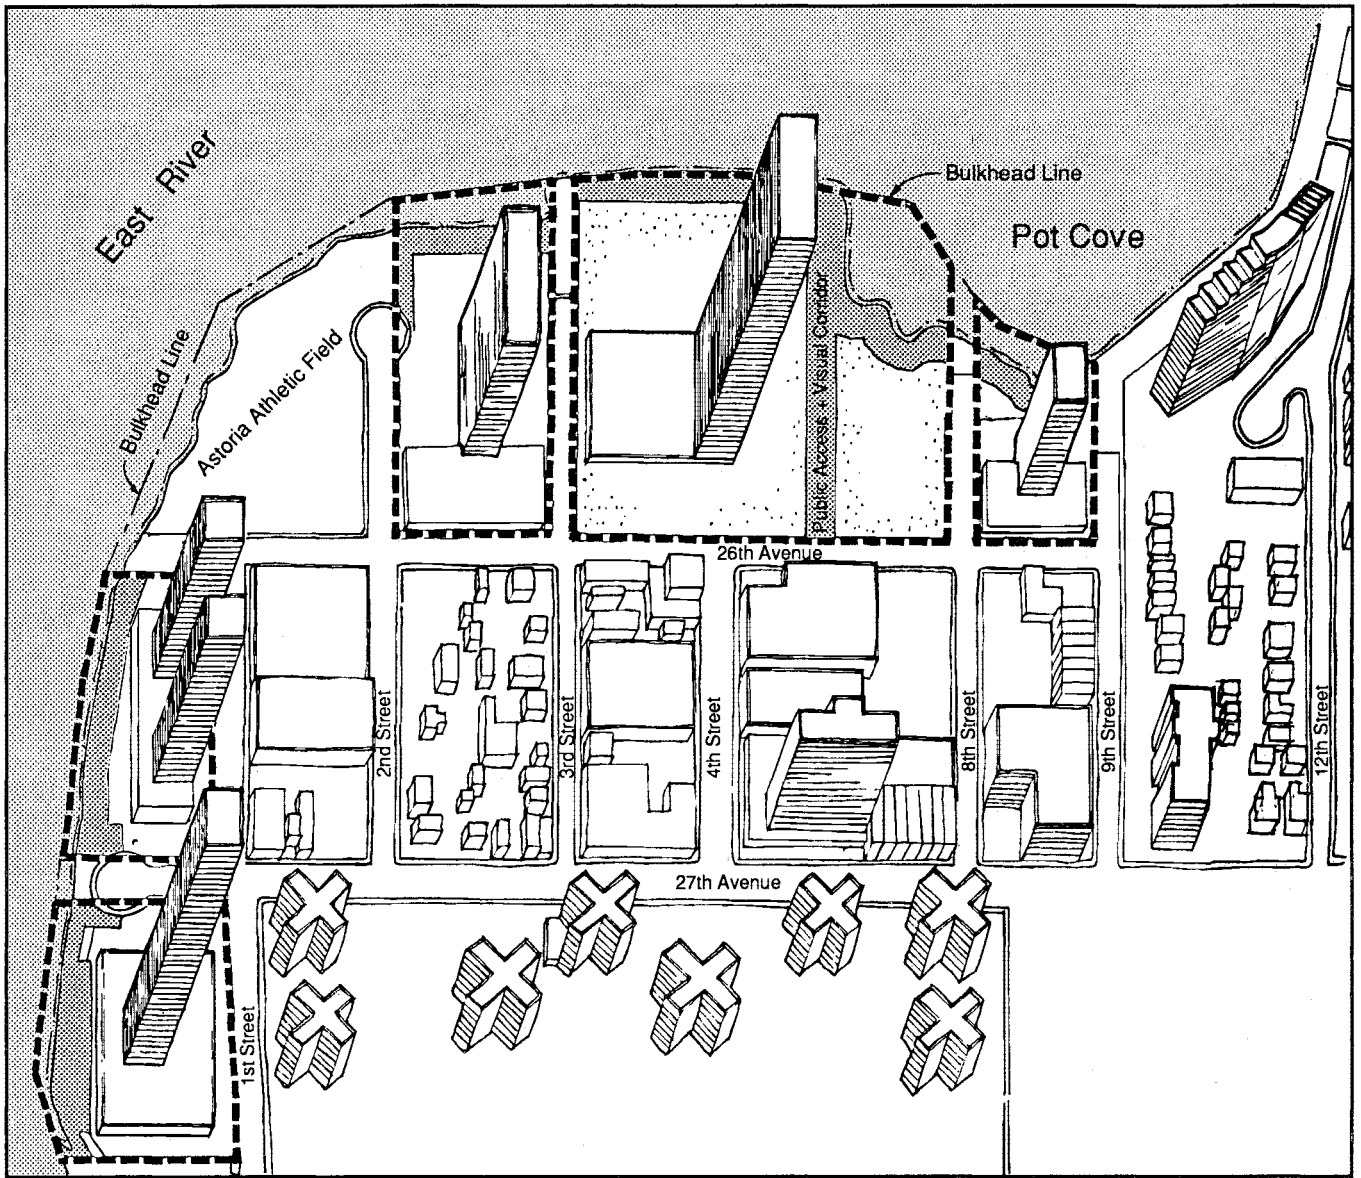 East River
Bulkhead Line
Pot Cove
Bulkhead Line
Astoria Athletic Field
Public Access + Visual Corridor
26th Avenue
2nd Street
3rd Street
4th Street
8th Street
9th Street
12th Street
27th Avenue
1st Street